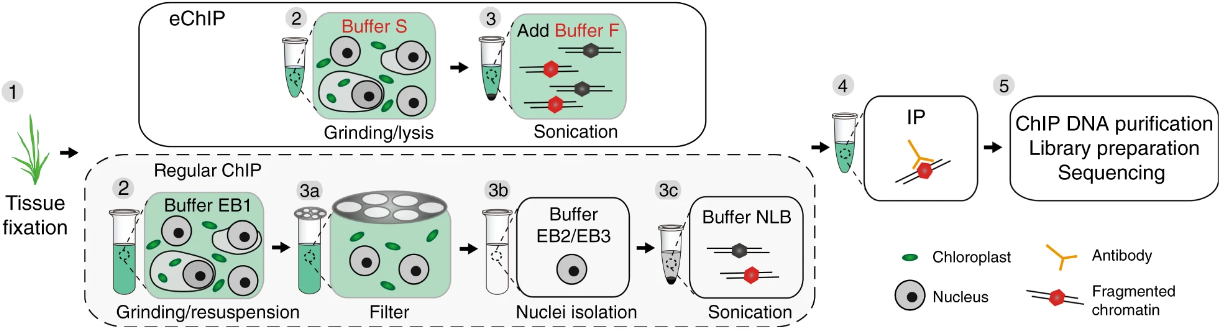 1
Tissue
fixation
eChIP
2
Buffer S
Grinding/lysis
3
Add Buffer F
Sonication
Regular ChIP
2
Buffer EB1
Grinding/resuspension
3a
Filter
3b
Buffer
EB2/EB3
Nuclei isolation
3c
Buffer NLB
Sonication
4
IP
5
ChIP DNA purification
Library preparation
Sequencing
Chloroplast
Antibody
Nucleus
Fragmented
chromatin